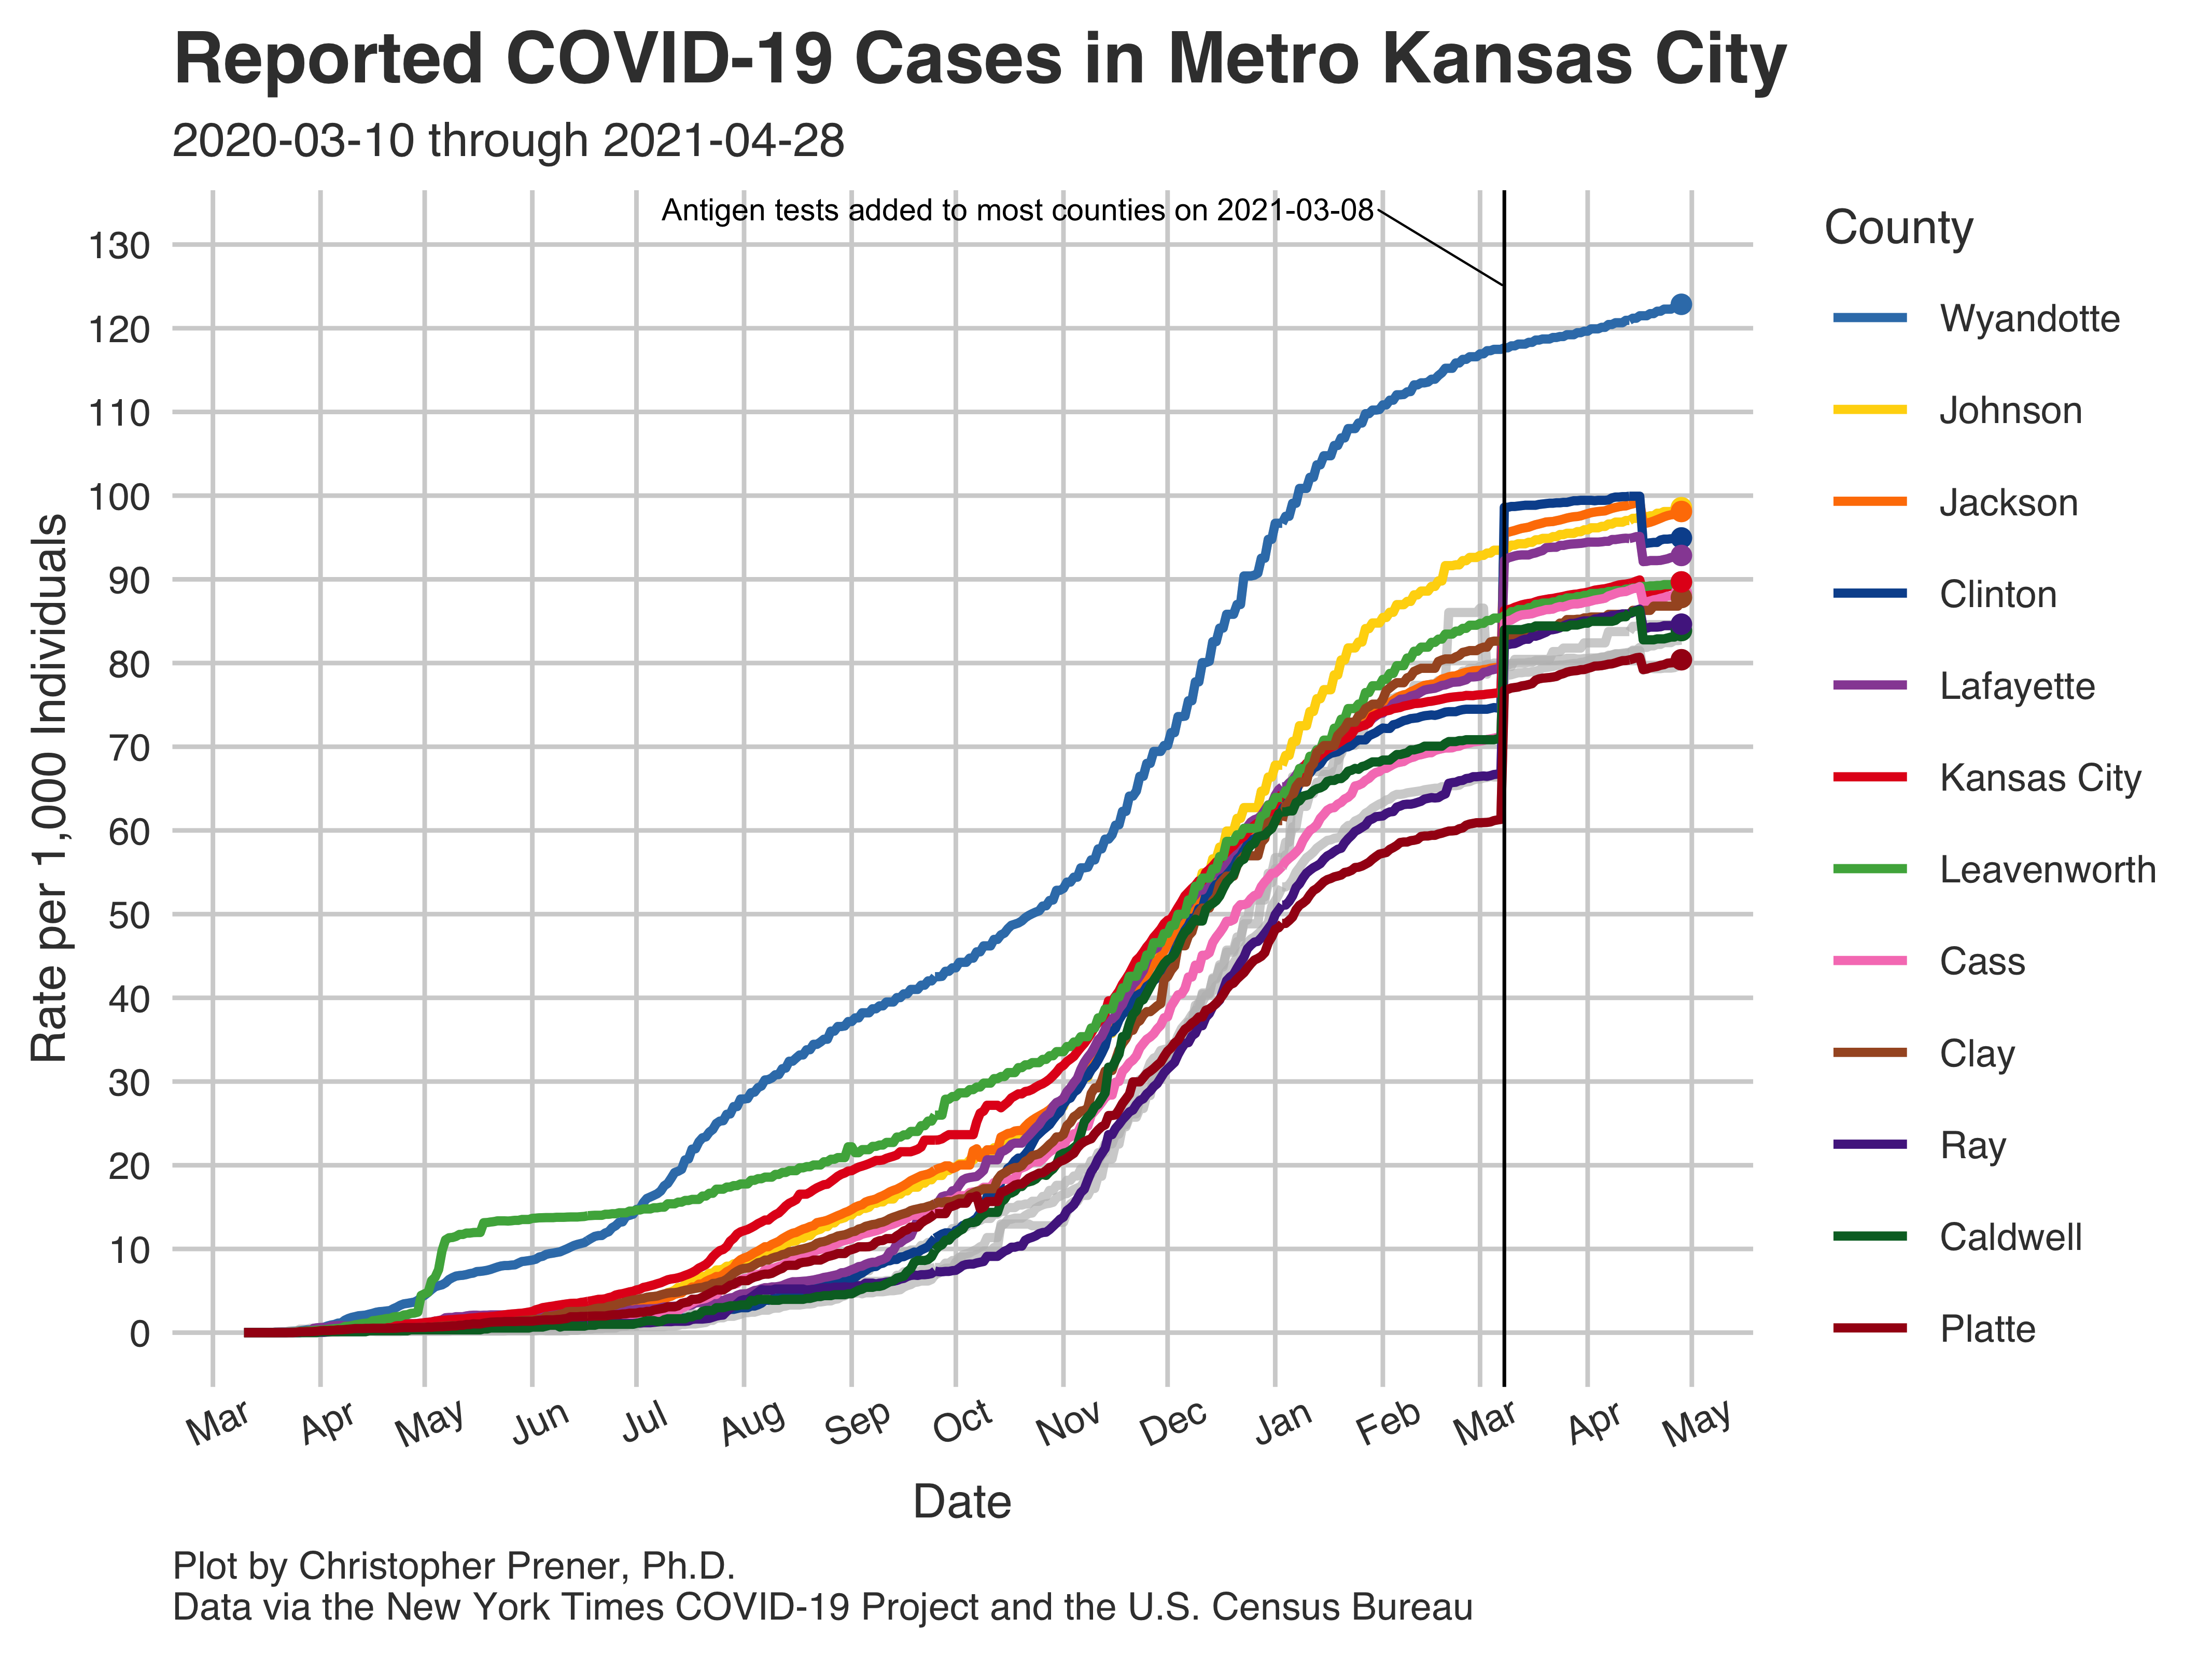 Reported COVID-19 Cases in Metro Kansas City
2020-03-10 through 2021-04-28
Antigen tests added to most counties on 2021-03-08
130
120
110
100
90
80
70
60
50
40
30
20
10
0
Rate per 1,000 Individuals
Mar Apr May Jun Jul Aug Sep Oct Nov Dec Jan Feb Mar Apr May
Date
County
Wyandotte
Johnson
Jackson
Clinton
Lafayette
Kansas City
Leavenworth
Cass
Clay
Ray
Caldwell
Platte
Plot by Christopher Prener, Ph.D.
Data via the New York Times COVID-19 Project and the U.S. Census Bureau